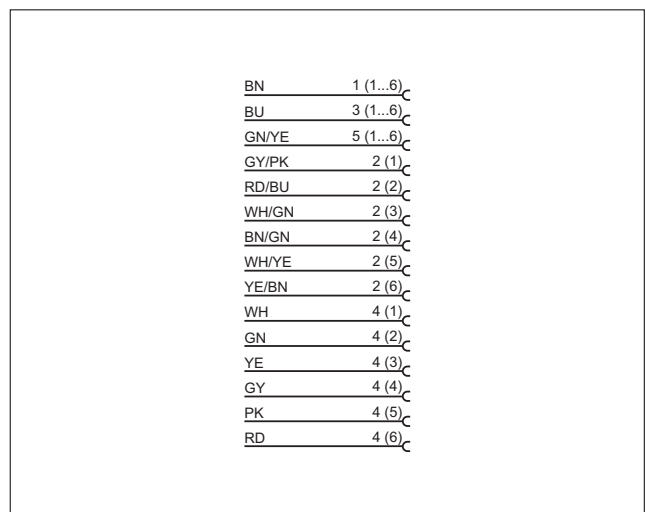 BN 1 (1...6)
BU 3 (1...6)
GN/YE 5 (1...6)
GY/PK 2 (1)
RD/BU 2 (2)
WH/GN 2 (3)
BN/GN 2 (4)
WH/YE 2 (5)
YE/BN 2 (6)
WH 4 (1)
GN 4 (2)
YE 4 (3)
GY 4 (4)
PK 4 (5)
RD 4 (6)